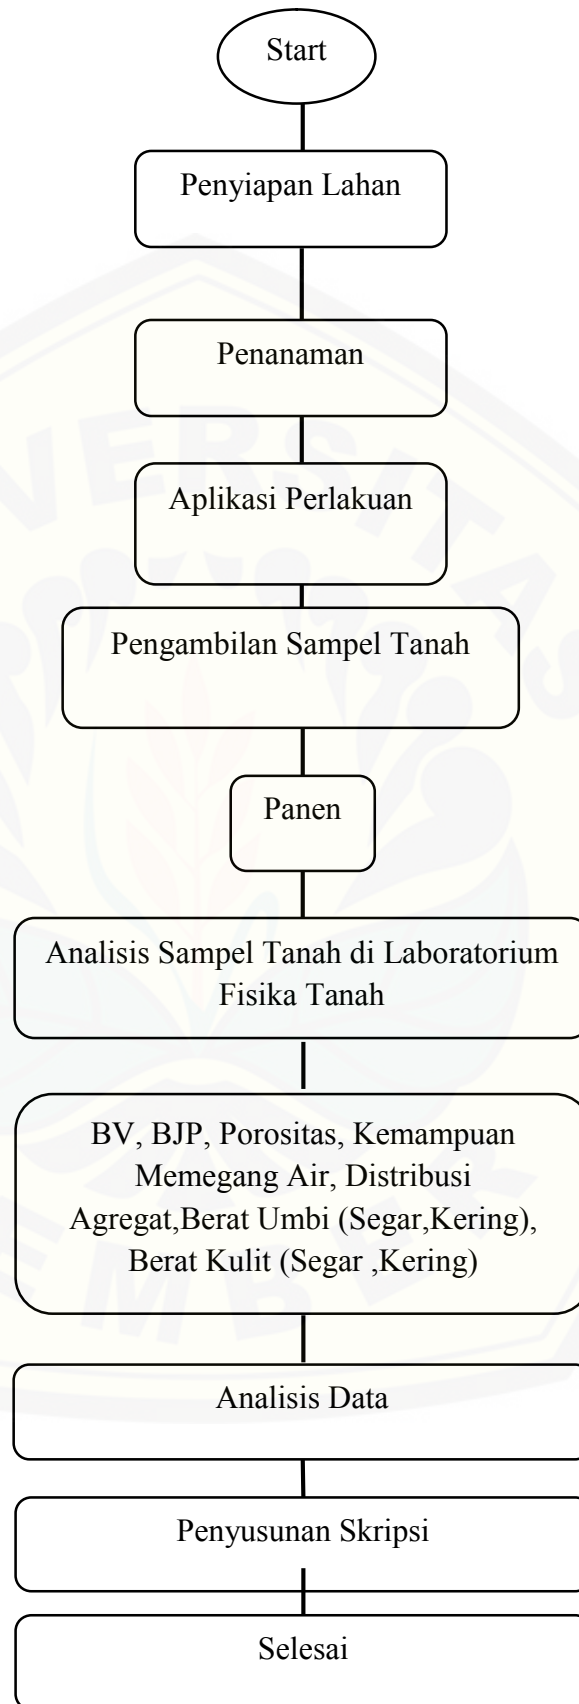 Start
Penyiapan Lahan
Penanaman
Aplikasi Perlakuan
Pengambilan Sampel Tanah
Panen
Analisis Sampel Tanah di Laboratorium
Fisika Tanah
BV, BJP, Porositas, Kemampuan
Memegang Air, Distribusi
Agregat,Berat Umbi (Segar,Kering),
Berat Kulit (Segar ,Kering)
Analisis Data
Penyusunan Skripsi
Selesai